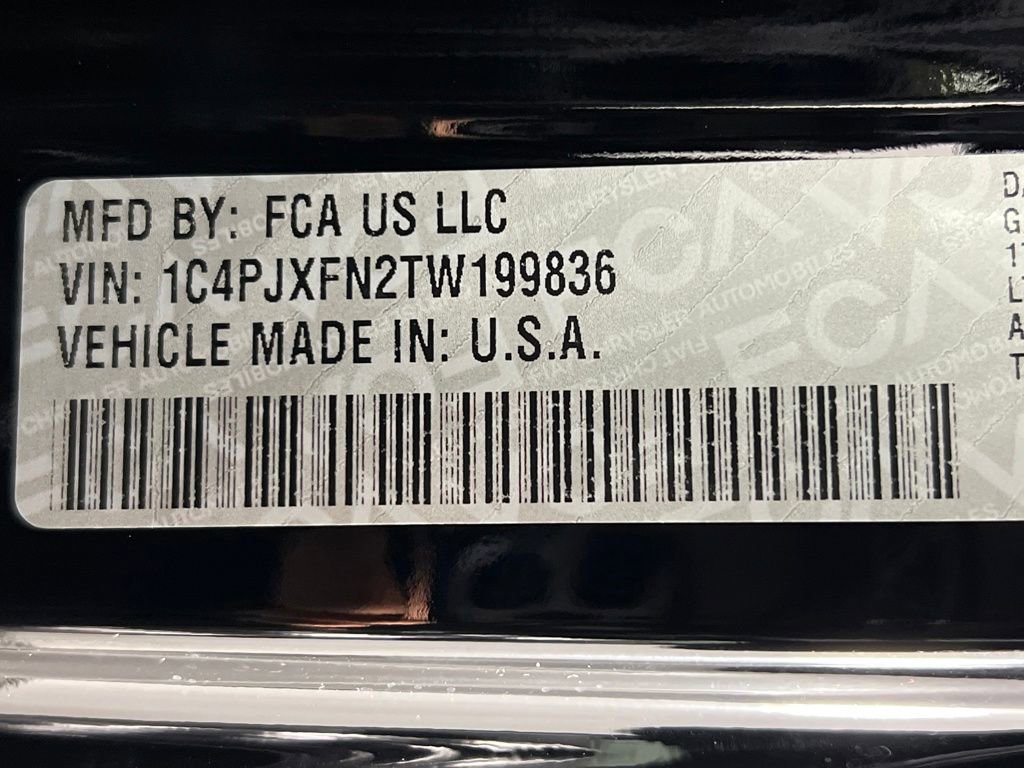 MFD BY: FCA US LLC
VIN: 1C4PJXFN2TW199836
VEHICLE MADE IN: U.S.A.